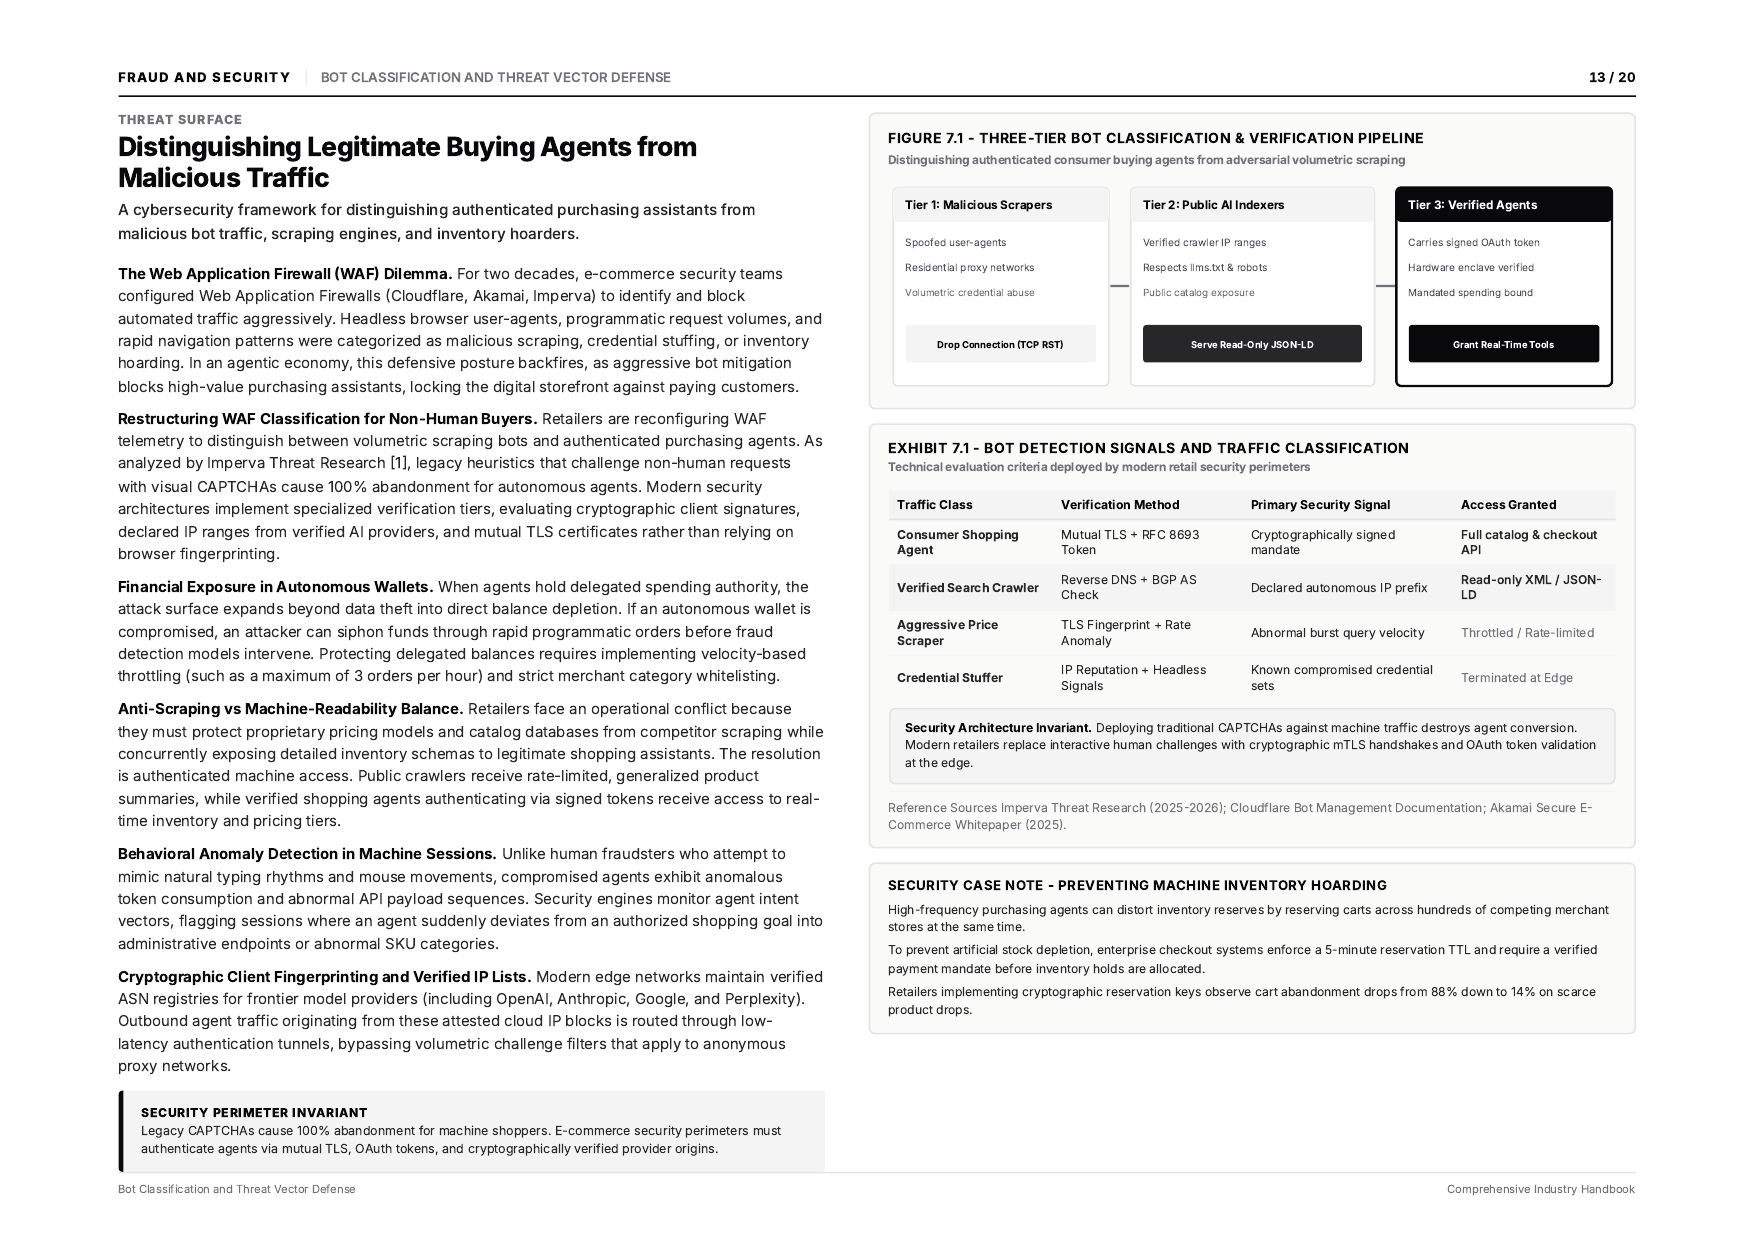 FRAUD AND SECURITY
BOT CLASSIFICATION AND THREAT VECTOR DEFENSE
13 / 20
THREAT SURFACE
Distinguishing Legitimate Buying Agents from
Malicious Traffic
A cybersecurity framework for distinguishing authenticated purchasing assistants from
malicious bot traffic, scraping engines, and inventory hoarders.
The Web Application Firewall (WAF) Dilemma. For two decades, e-commerce security teams
configured Web Application Firewalls (Cloudflare, Akamai, Imperva) to identify and block
automated traffic aggressively. Headless browser user-agents, programmatic request volumes, and
rapid navigation patterns were categorized as malicious scraping, credential stuffing, or inventory
hoarding. In an agentic economy, this defensive posture backfires, as aggressive bot mitigation
blocks high-value purchasing assistants, locking the digital storefront against paying customers.
Restructuring WAF Classification for Non-Human Buyers. Retailers are reconfiguring WAF
telemetry to distinguish between volumetric scraping bots and authenticated purchasing agents. As
analyzed by Imperva Threat Research [1], legacy heuristics that challenge non-human requests
with visual CAPTCHAs cause 100% abandonment for autonomous agents. Modern security
architectures implement specialized verification tiers, evaluating cryptographic client signatures,
declared IP ranges from verified AI providers, and mutual TLS certificates rather than relying on
browser fingerprinting.
Financial Exposure in Autonomous Wallets. When agents hold delegated spending authority, the
attack surface expands beyond data theft into direct balance depletion. If an autonomous wallet is
compromised, an attacker can siphon funds through rapid programmatic orders before fraud
detection models intervene. Protecting delegated balances requires implementing velocity-based
throttling (such as a maximum of 3 orders per hour) and strict merchant category whitelisting.
Anti-Scraping vs Machine-Readability Balance. Retailers face an operational conflict because
they must protect proprietary pricing models and catalog databases from competitor scraping while
concurrently exposing detailed inventory schemas to legitimate shopping assistants. The resolution
is authenticated machine access. Public crawlers receive rate-limited, generalized product
summaries, while verified shopping agents authenticating via signed tokens receive access to real-
time inventory and pricing tiers.
Behavioral Anomaly Detection in Machine Sessions. Unlike human fraudsters who attempt to
mimic natural typing rhythms and mouse movements, compromised agents exhibit anomalous
token consumption and abnormal API payload sequences. Security engines monitor agent intent
vectors, flagging sessions where an agent suddenly deviates from an authorized shopping goal into
administrative endpoints or abnormal SKU categories.
Cryptographic Client Fingerprinting and Verified IP Lists. Modern edge networks maintain verified
ASN registries for frontier model providers (including OpenAI, Anthropic, Google, and Perplexity).
Outbound agent traffic originating from these attested cloud IP blocks is routed through low-
latency authentication tunnels, bypassing volumetric challenge filters that apply to anonymous
proxy networks.
SECURITY PERIMETER INVARIANT
Legacy CAPTCHAs cause 100% abandonment for machine shoppers. E-commerce security perimeters must
authenticate agents via mutual TLS, OAuth tokens, and cryptographically verified provider origins.
FIGURE 7.1 - THREE-TIER BOT CLASSIFICATION & VERIFICATION PIPELINE
Distinguishing authenticated consumer buying agents from adversarial volumetric scraping
Tier 1: Malicious Scrapers
Spoofed user-agents
Residential proxy networks
Volumetric credential abuse
Drop Connection (TCP RST)
Tier 2: Public AI Indexers
Verified crawler IP ranges
Respects llms.txt & robots
Public catalog exposure
Serve Read-Only JSON-LD
Tier 3: Verified Agents
Carries signed OAuth token
Hardware enclave verified
Mandated spending bound
Grant Real-Time Tools
EXHIBIT 7.1 - BOT DETECTION SIGNALS AND TRAFFIC CLASSIFICATION
Technical evaluation criteria deployed by modern retail security perimeters
Traffic Class Verification Method Primary Security Signal Access Granted
Consumer Shopping Mutual TLS + RFC 8693 Cryptographically signed Full catalog & checkout
Agent Token mandate API
Verified Search Crawler Reverse DNS + BGP AS Declared autonomous IP prefix Read-only XML / JSON-
Check LD
Aggressive Price TLS Fingerprint + Rate Abnormal burst query velocity Throttled / Rate-limited
Scraper Anomaly
Credential Stuffer IP Reputation + Headless Known compromised credential Terminated at Edge
Signals sets
Security Architecture Invariant. Deploying traditional CAPTCHAs against machine traffic destroys agent conversion.
Modern retailers replace interactive human challenges with cryptographic mTLS handshakes and OAuth token validation
at the edge.
Reference Sources Imperva Threat Research (2025-2026); Cloudflare Bot Management Documentation; Akamai Secure E-
Commerce Whitepaper (2025).
SECURITY CASE NOTE - PREVENTING MACHINE INVENTORY HOARDING
High-frequency purchasing agents can distort inventory reserves by reserving carts across hundreds of competing merchant
stores at the same time.
To prevent artificial stock depletion, enterprise checkout systems enforce a 5-minute reservation TTL and require a verified
payment mandate before inventory holds are allocated.
Retailers implementing cryptographic reservation keys observe cart abandonment drops from 88% down to 14% on scarce
product drops.
Bot Classification and Threat Vector Defense
Comprehensive Industry Handbook